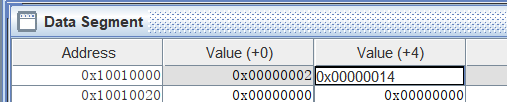 Data Segment
Address Value (+0) Value (+4)
0x10010000 0x00000002 0x00000014
0x10010020 0x00000000 0x00000000